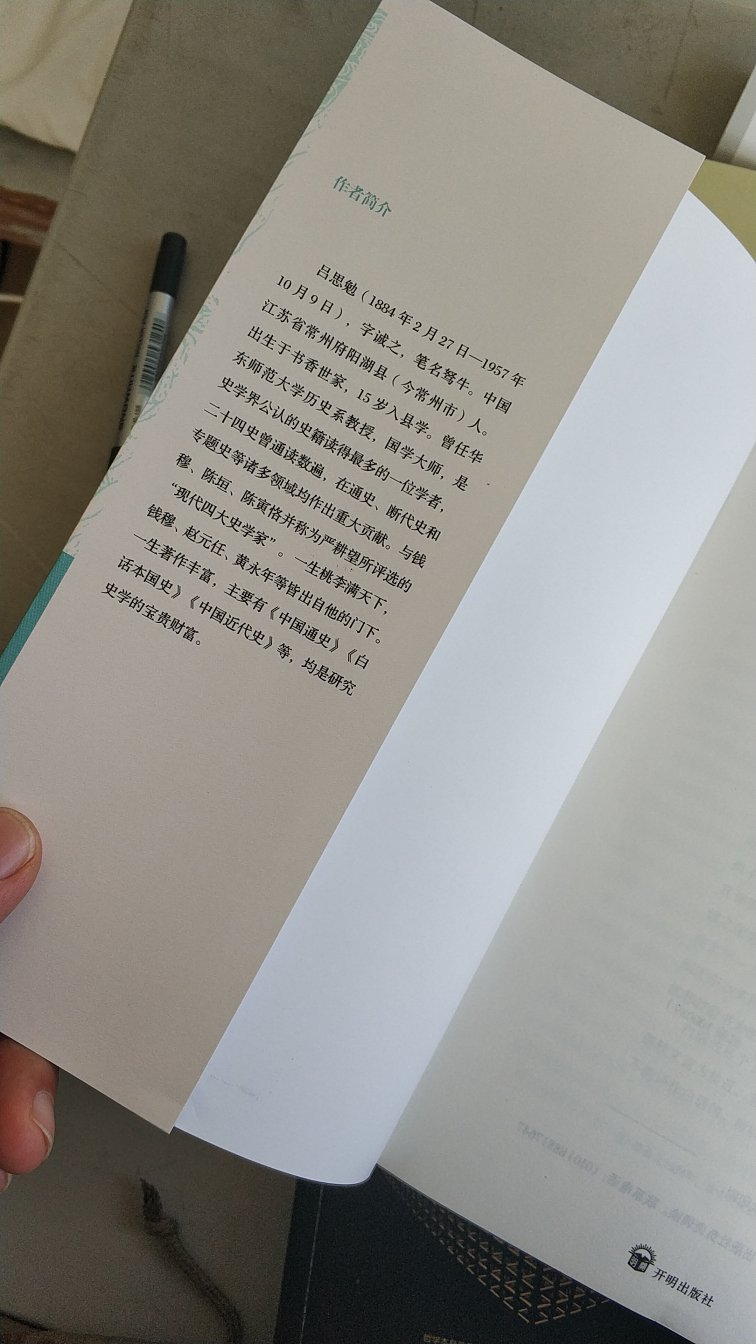 作者简介
吕思勉（1884年2月27日—1957年
10月9日），字诚之，笔名驽牛。中国
江苏省常州府阳湖县（今常州市）人。
出生于书香世家，15岁入县学。曾任华
东师范大学历史系教授，国学大师，是
史学界公认的史籍读得最多的一位学者，
二十四史曾通读数遍，在通史、断代史和
专题史等诸多领域均作出重大贡献。与钱
穆、陈垣、陈寅恪并称为严耕望所评选的
“现代四大史学家”。一生桃李满天下，
钱穆、赵元任、黄永年等皆出自他的门下。
一生著作丰富，主要有《中国通史》《白
话本国史》《中国近代史》等，均是研究
史学的宝贵财富。
开明出版社